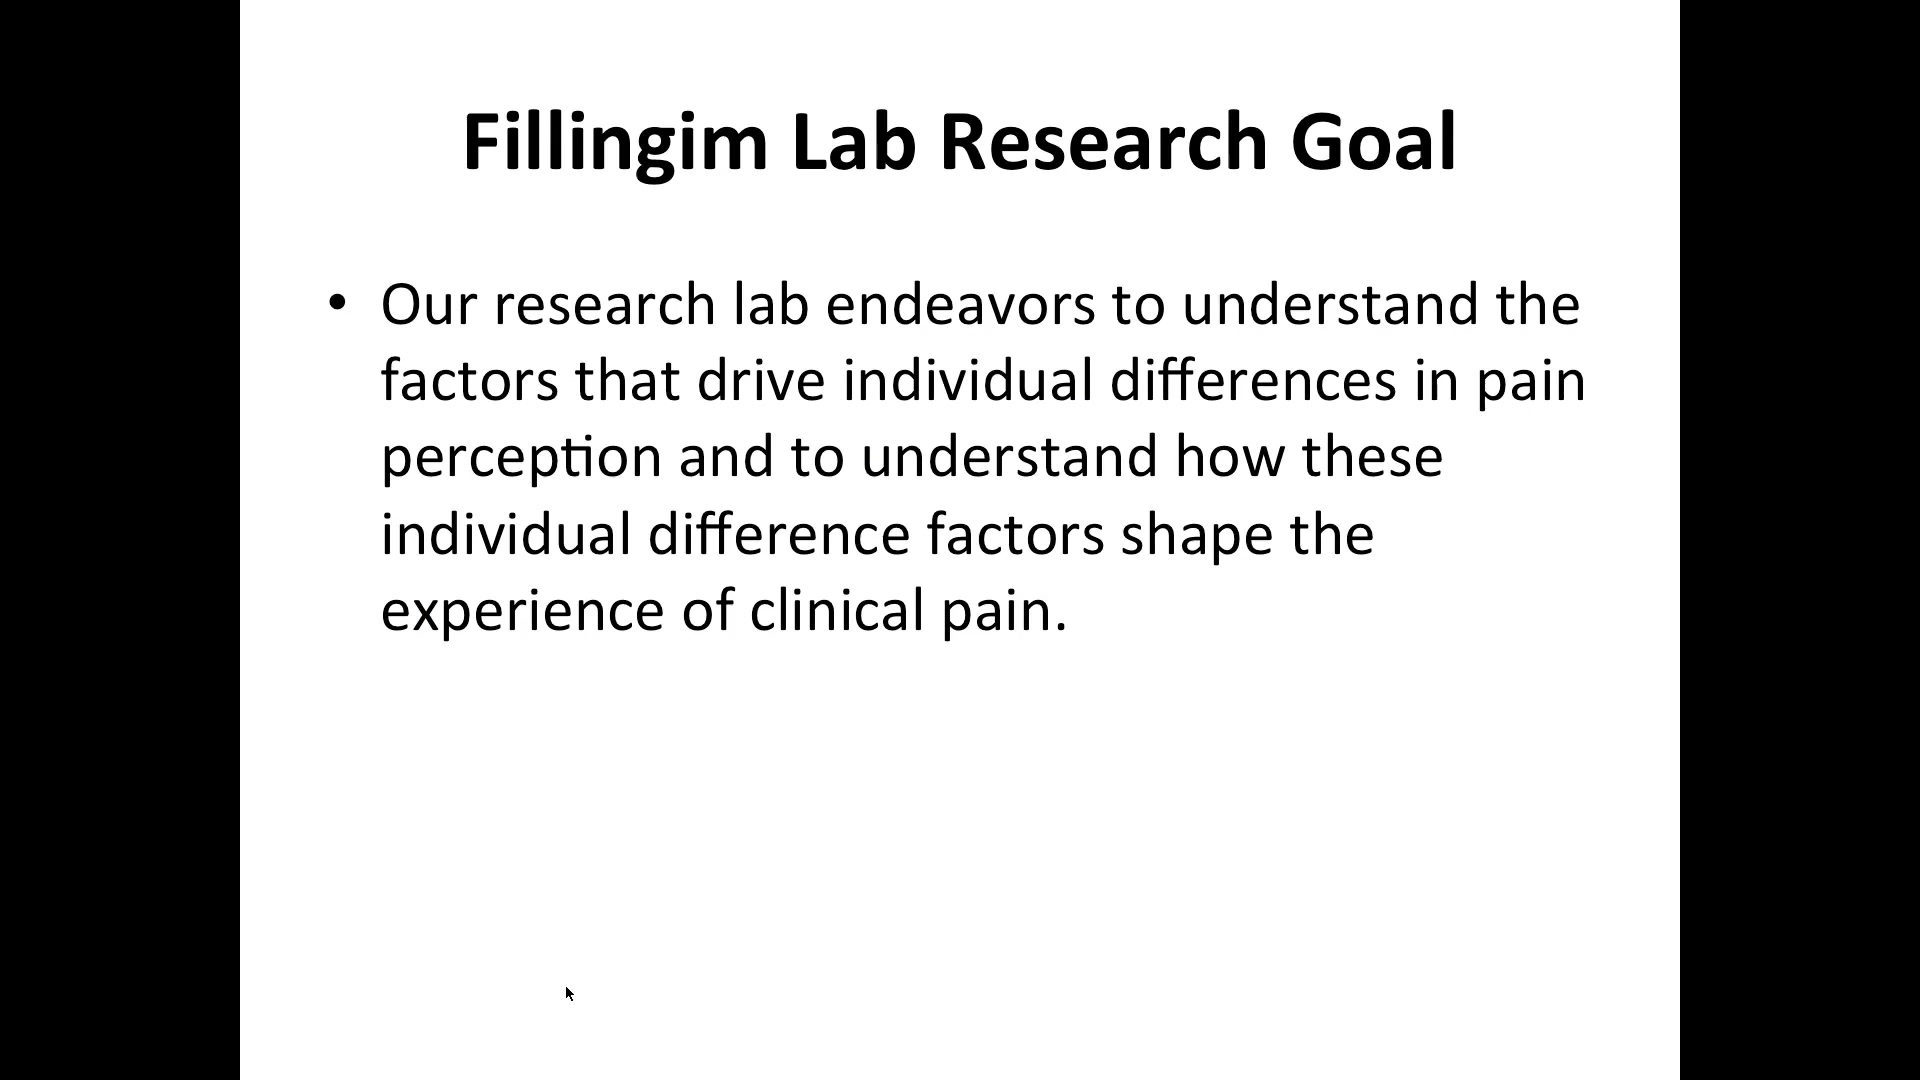 Fillingim Lab Research Goal
• Our research lab endeavors to understand the
factors that drive individual differences in pain
perception and to understand how these
individual difference factors shape the
experience of clinical pain.